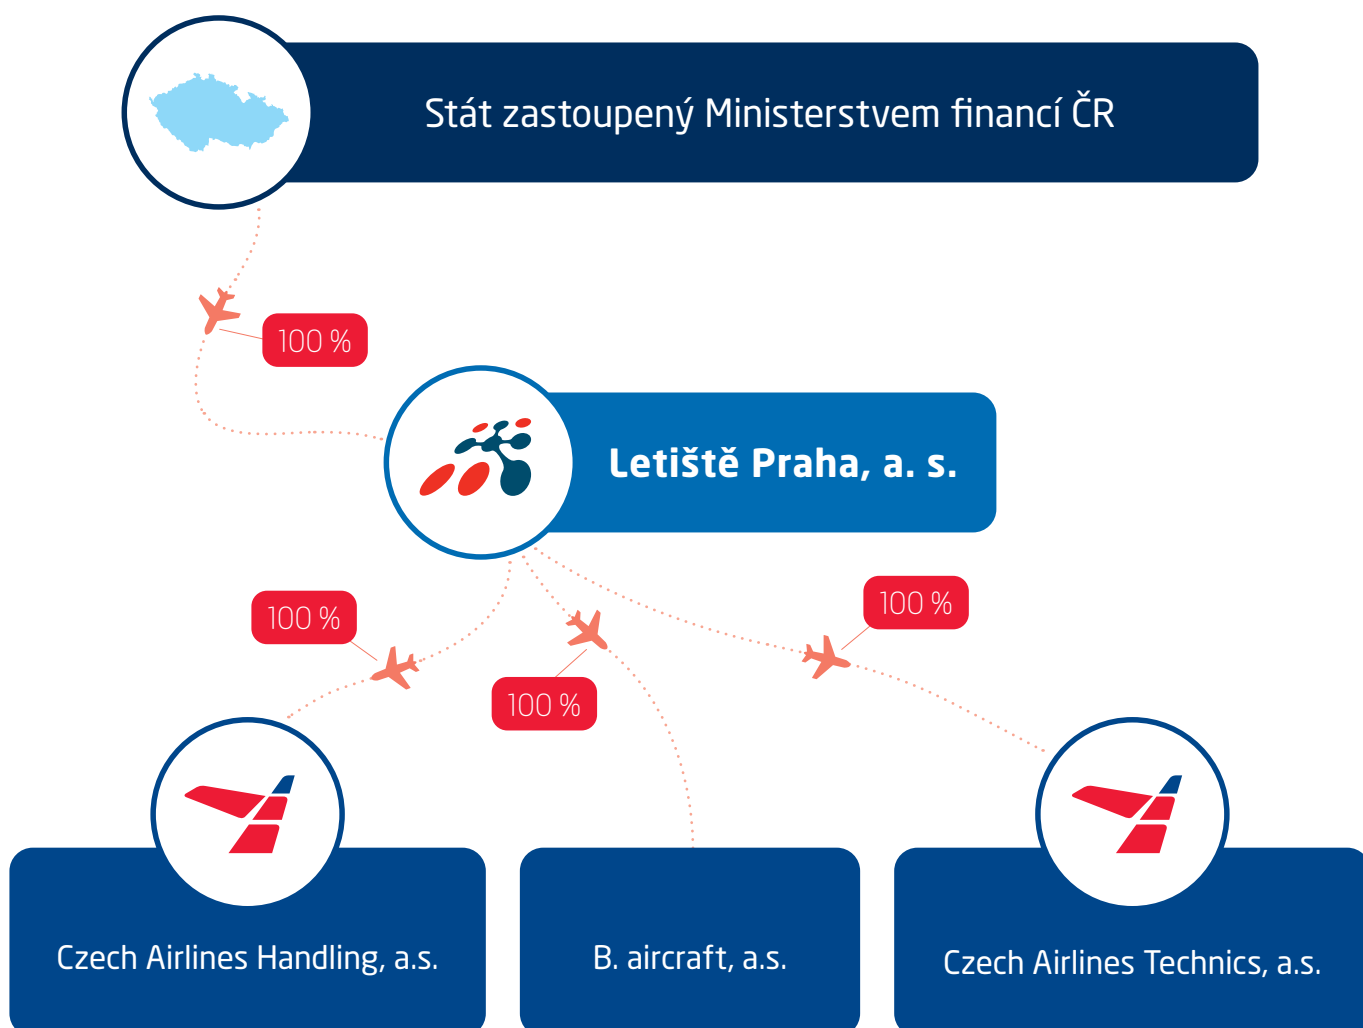 Stát zastoupený Ministerstvem financí ČR
100 %
Letiště Praha, a. s.
100 %
100 %
100 %
Czech Airlines Handling, a.s.
B. aircraft, a.s.
Czech Airlines Technics, a.s.